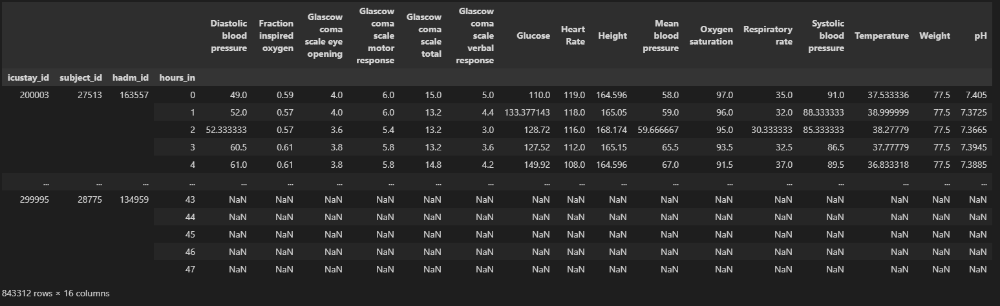 Diastolic blood pressure Fraction inspired oxygen Glascow coma scale eye opening Glascow coma scale motor response Glascow coma scale total Glascow coma scale verbal response Glucose Heart Rate Height Mean blood pressure Oxygen saturation Respiratory rate Systolic blood pressure Temperature Weight pH
icustay_id subject_id hadm_id hours_in
200003 27513 163557 0 49.0 0.59 4.0 6.0 15.0 5.0 110.0 119.0 164.596 58.0 97.0 35.0 91.0 37.533336 77.5 7.405
1 52.0 0.57 4.0 6.0 13.2 4.4 133.377143 118.0 165.05 59.0 96.0 32.0 88.333333 38.999999 77.5 7.3725
2 52.333333 0.57 3.6 5.4 13.2 3.0 128.72 116.0 168.174 59.666667 95.0 30.333333 85.333333 38.27779 77.5 7.3665
3 60.5 0.61 3.8 5.8 13.2 3.6 127.52 112.0 165.15 65.5 93.5 32.5 86.5 37.77779 77.5 7.3945
4 61.0 0.61 3.8 5.8 14.8 4.2 149.92 108.0 164.596 67.0 91.5 37.0 89.5 36.833318 77.5 7.3885
... ... ... ... ... ... ... ... ... ... ... ... ... ... ... ... ... ... ... ...
299995 28775 134959 43 NaN NaN NaN NaN NaN NaN NaN NaN NaN NaN NaN NaN NaN NaN NaN NaN
44 NaN NaN NaN NaN NaN NaN NaN NaN NaN NaN NaN NaN NaN NaN NaN NaN
45 NaN NaN NaN NaN NaN NaN NaN NaN NaN NaN NaN NaN NaN NaN NaN NaN
46 NaN NaN NaN NaN NaN NaN NaN NaN NaN NaN NaN NaN NaN NaN NaN NaN
47 NaN NaN NaN NaN NaN NaN NaN NaN NaN NaN NaN NaN NaN NaN NaN NaN
843312 rows × 16 columns